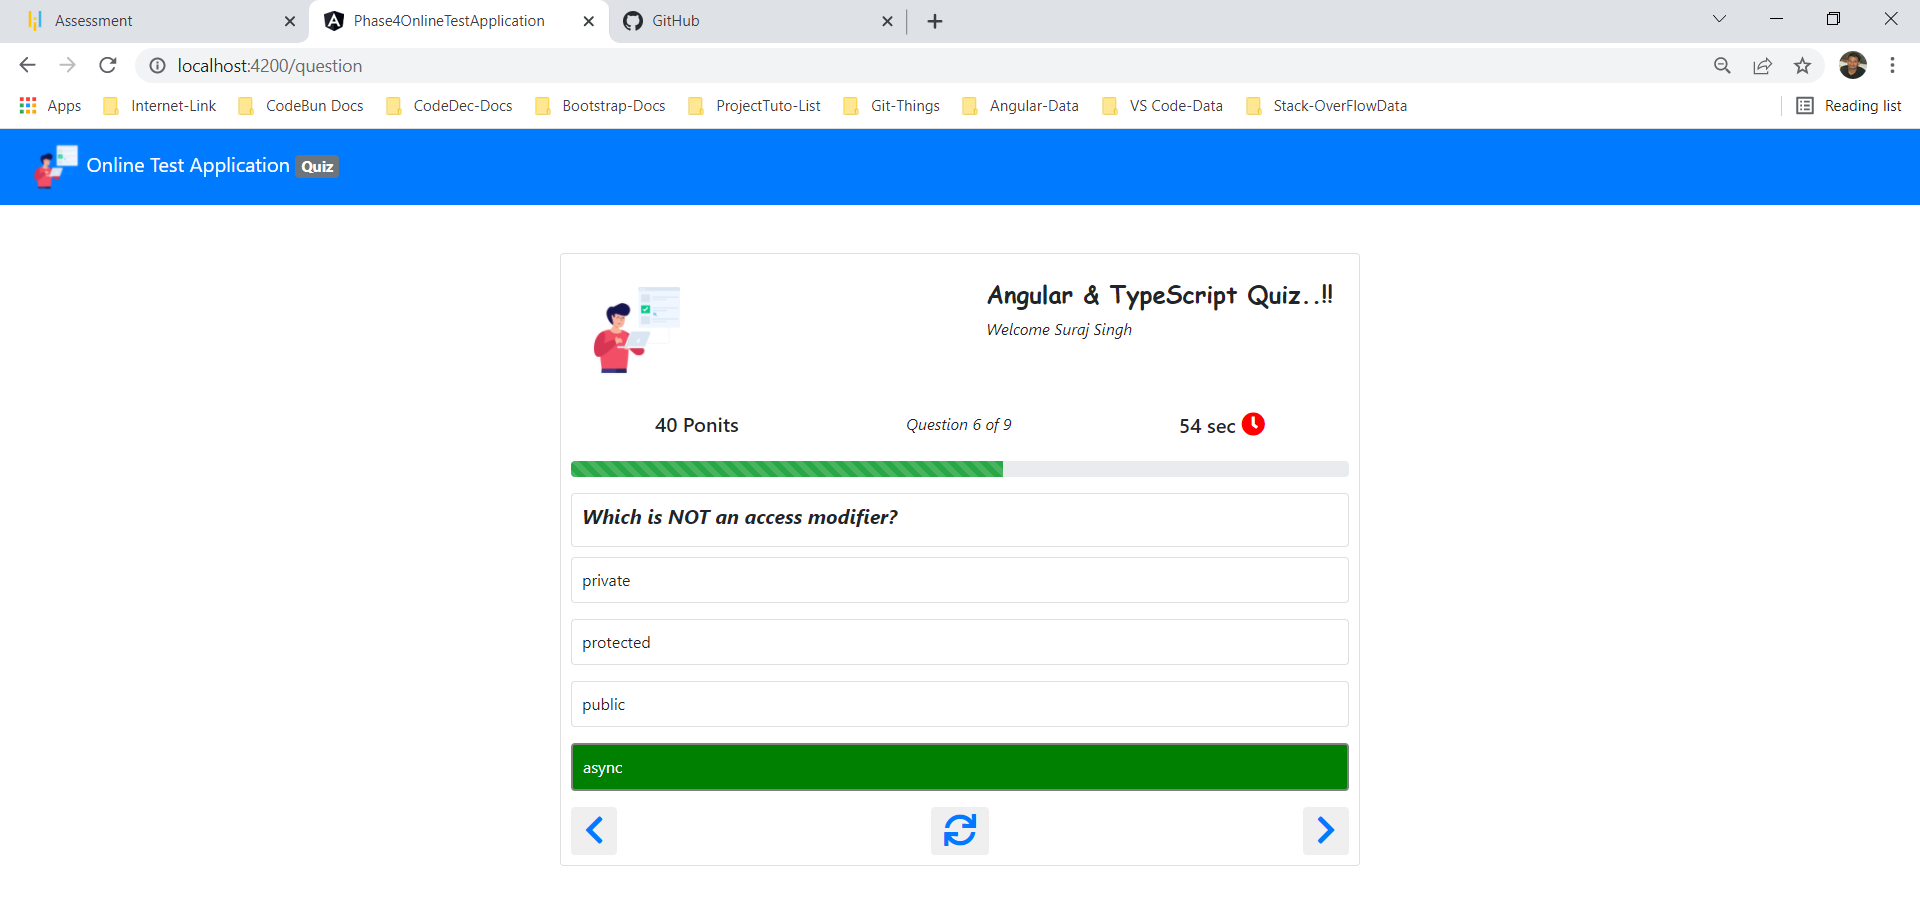 Assessment
Phase4OnlineTestApplication
GitHub
localhost:4200/question
Apps
Internet-Link
CodeBun Docs
CodeDec-Docs
Bootstrap-Docs
ProjectTuto-List
Git-Things
Angular-Data
VS Code-Data
Stack-OverFlowData
Reading list
Online Test Application Quiz
Angular & TypeScript Quiz..!!
Welcome Suraj Singh
40 Ponits
Question 6 of 9
54 sec
Which is NOT an access modifier?
private
protected
public
async